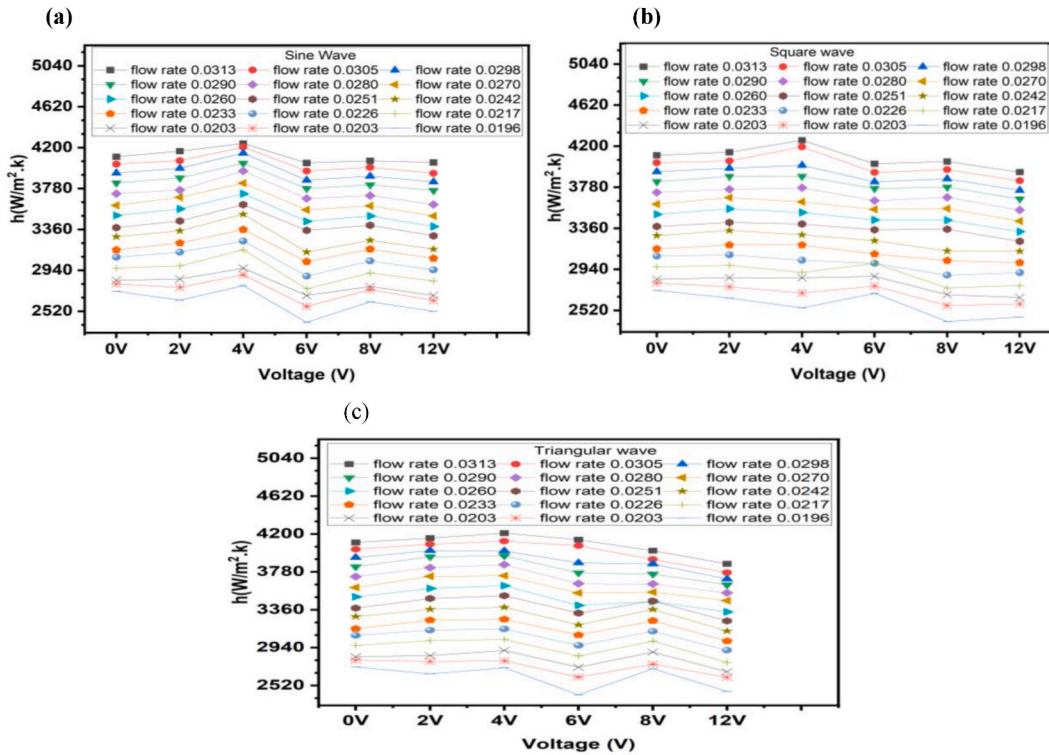 (a)
Sine Wave
flow rate 0.0313 flow rate 0.0305 flow rate 0.0298
flow rate 0.0290 flow rate 0.0280 flow rate 0.0270
flow rate 0.0260 flow rate 0.0251 flow rate 0.0242
flow rate 0.0233 flow rate 0.0226 flow rate 0.0217
flow rate 0.0203 flow rate 0.0203 flow rate 0.0196
h(W/m².k)
5040
4620
4200
3780
3360
2940
2520
0V 2V 4V 6V 8V 12V
Voltage (V)
(b)
Square wave
flow rate 0.0313 flow rate 0.0305 flow rate 0.0298
flow rate 0.0290 flow rate 0.0280 flow rate 0.0270
flow rate 0.0260 flow rate 0.0251 flow rate 0.0242
flow rate 0.0233 flow rate 0.0226 flow rate 0.0217
flow rate 0.0203 flow rate 0.0203 flow rate 0.0196
h(W/m².k)
5040
4620
4200
3780
3360
2940
2520
0V 2V 4V 6V 8V 12V
Voltage (V)
(c)
Triangular wave
flow rate 0.0313 flow rate 0.0305 flow rate 0.0298
flow rate 0.0290 flow rate 0.0280 flow rate 0.0270
flow rate 0.0260 flow rate 0.0251 flow rate 0.0242
flow rate 0.0233 flow rate 0.0226 flow rate 0.0217
flow rate 0.0203 flow rate 0.0203 flow rate 0.0196
h(W/m².k)
5040
4620
4200
3780
3360
2940
2520
0V 2V 4V 6V 8V 12V
Voltage (V)